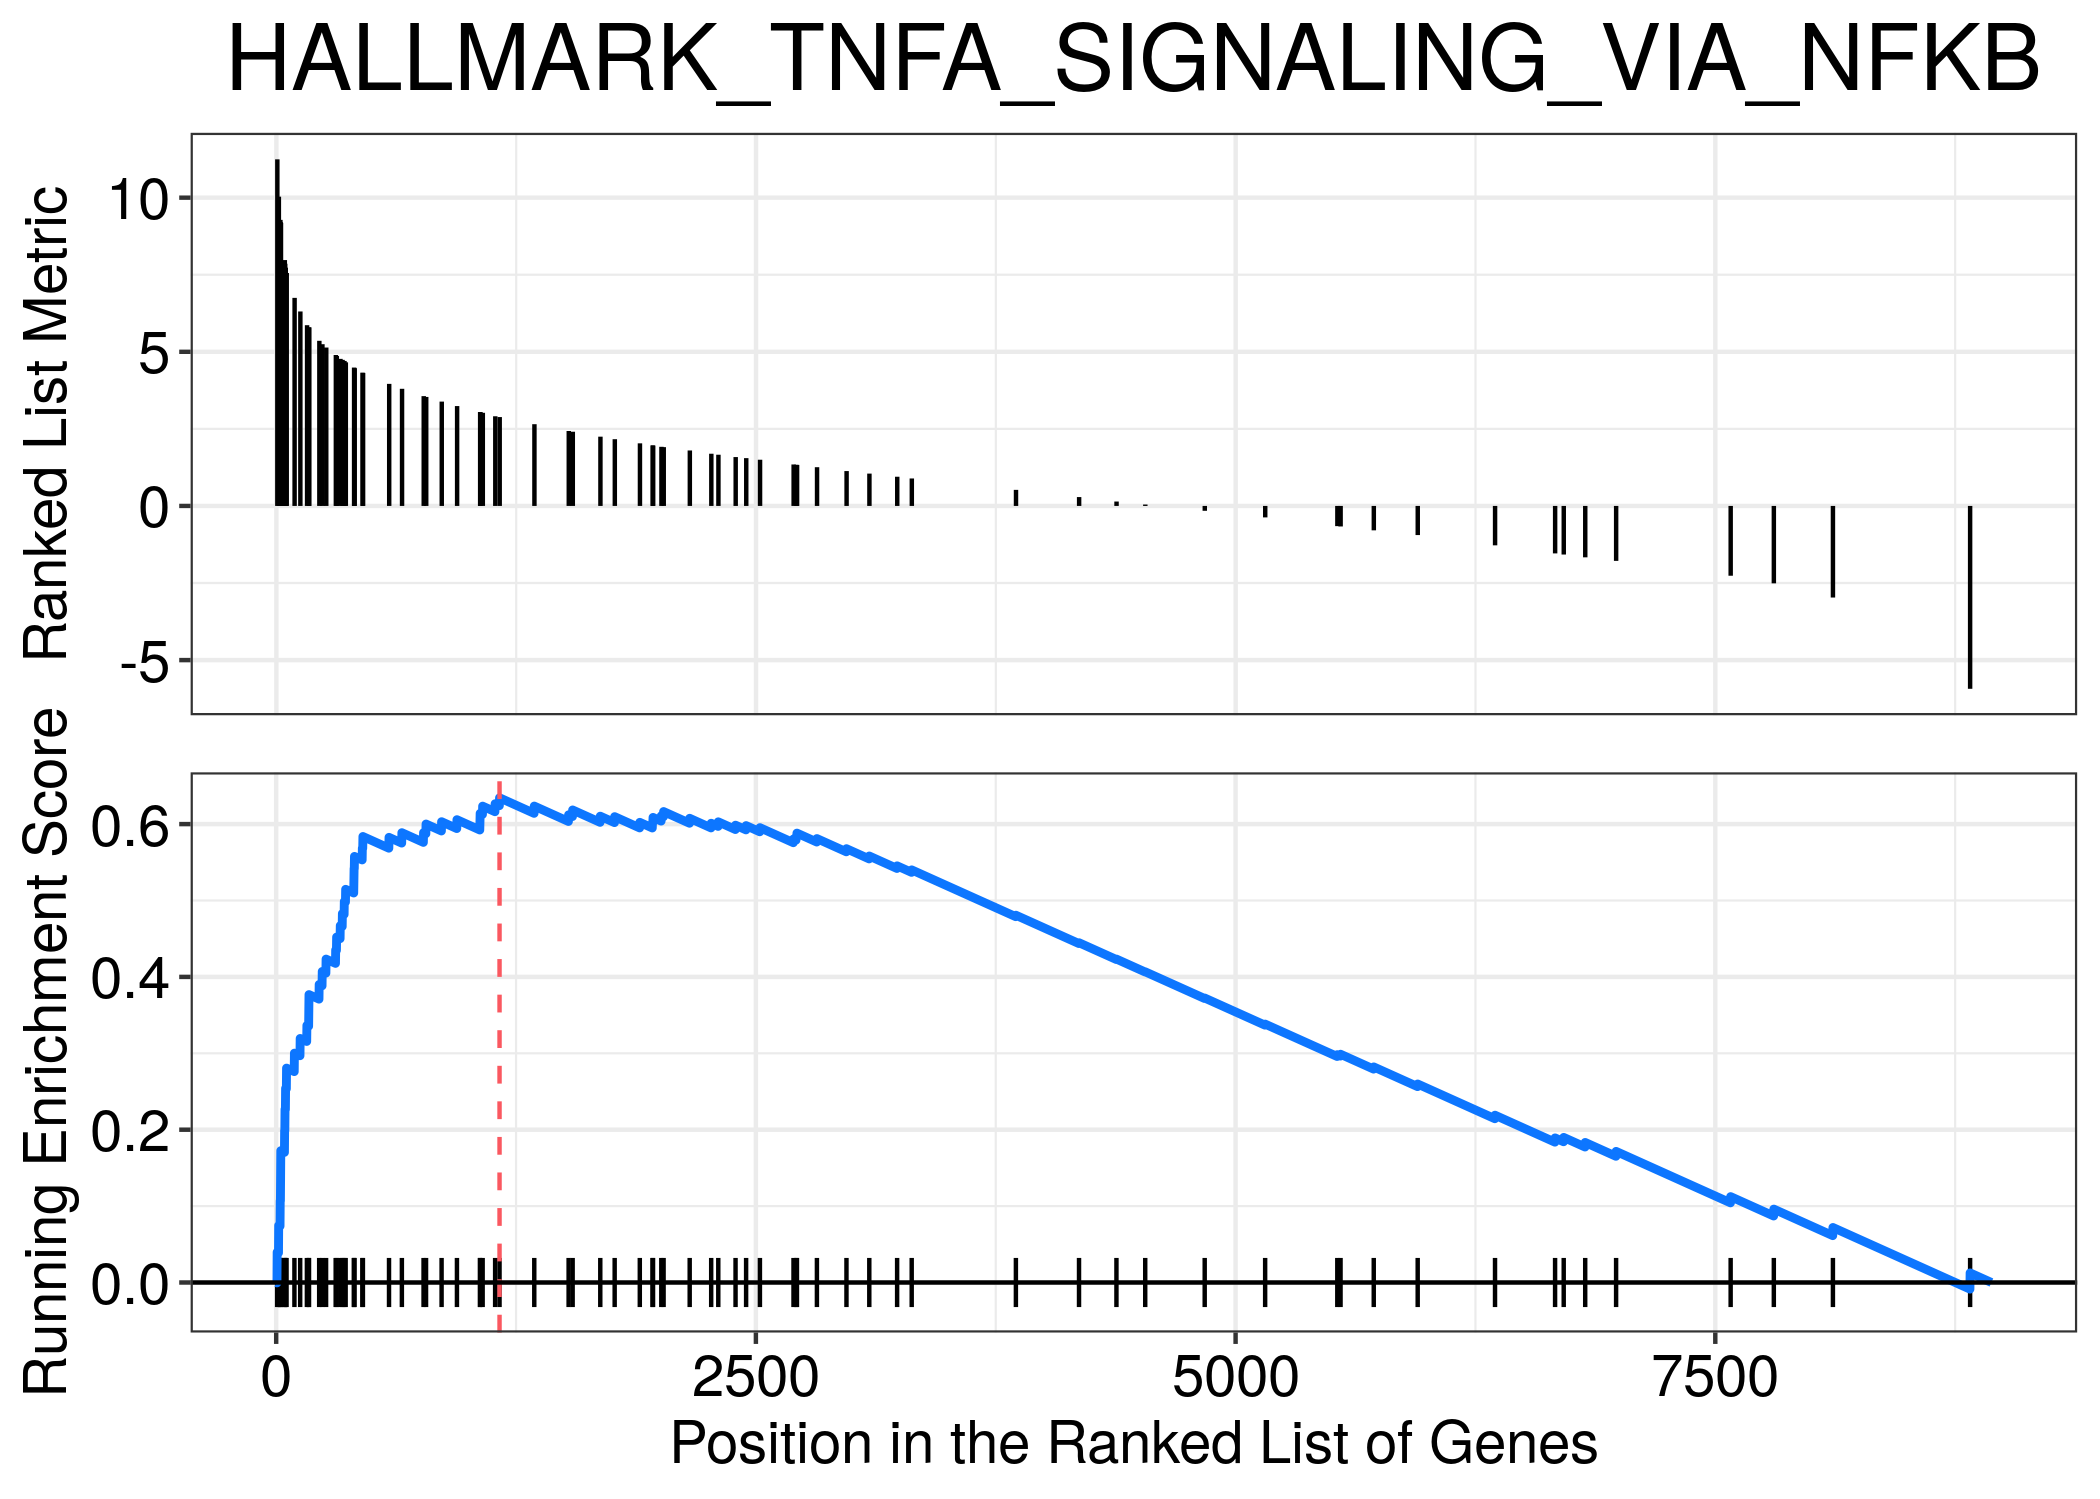 HALLMARK_TNFA_SIGNALING_VIA_NFKB
Ranked List Metric
10
5
0
-5
Running Enrichment Score
0.6
0.4
0.2
0.0
0 2500 5000 7500
Position in the Ranked List of Genes